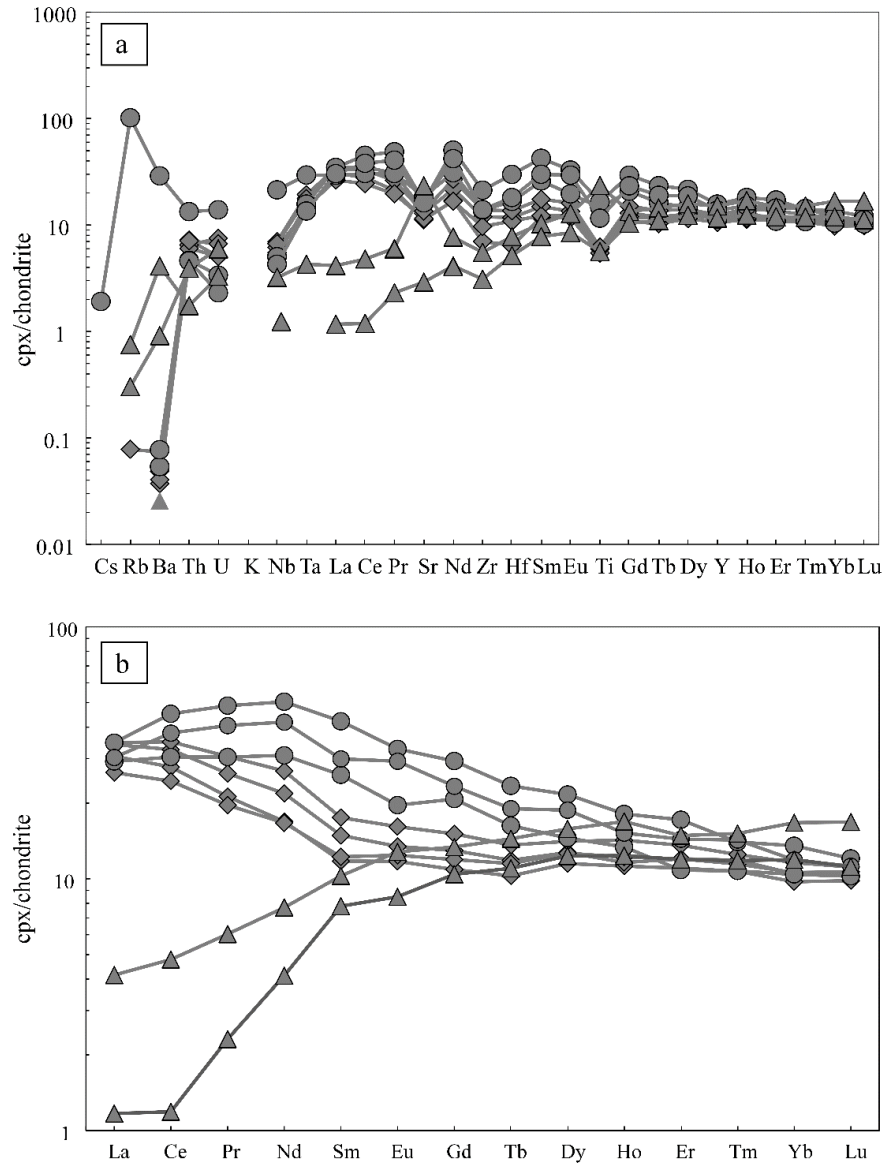 a
1000
100
10
1
0.1
0.01
cpx/chondrite
Cs Rb Ba Th U K Nb Ta La Ce Pr Sr Nd Zr Hf Sm Eu Ti Gd Tb Dy Y Ho Er Tm Yb Lu
b
100
10
1
cpx/chondrite
La Ce Pr Nd Sm Eu Gd Tb Dy Ho Er Tm Yb Lu